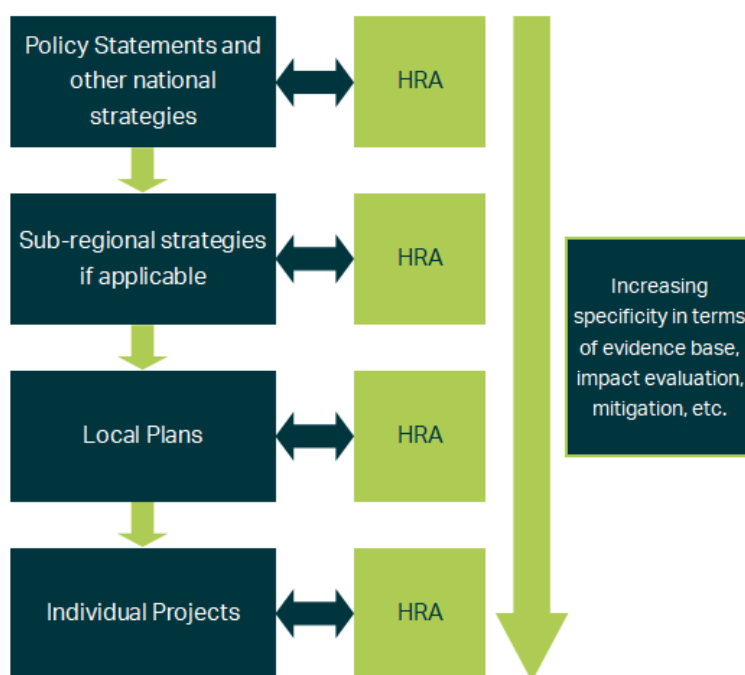 Policy Statements and
other national
strategies
HRA
Sub-regional strategies
if applicable
HRA
Increasing
specificity in terms
of evidence base,
impact evaluation,
mitigation, etc.
Local Plans
HRA
Individual Projects
HRA